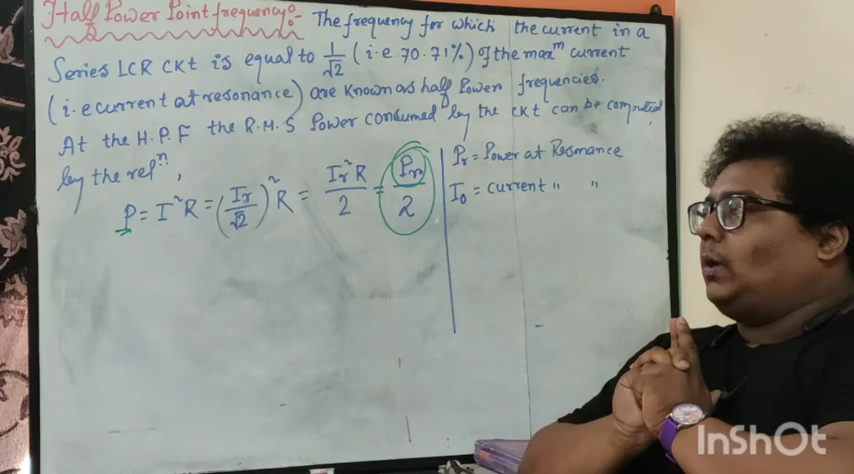 Half Power Point frequency:- The frequency for which the current in a
Series LCR CKt is equal to 1/√2 (i.e 70.71%) of the maxᵐ current
(i.e current at resonance) are known as half Power frequencies.
At the H.P.F the R.M.S Power consumed by the CKt can be computed
by the relⁿ,
P = I²R = (Ir/√2)²R = Ir²R/2 = Pr/2
Pr = Power at Resonance
I₀ = current " "
InShOt